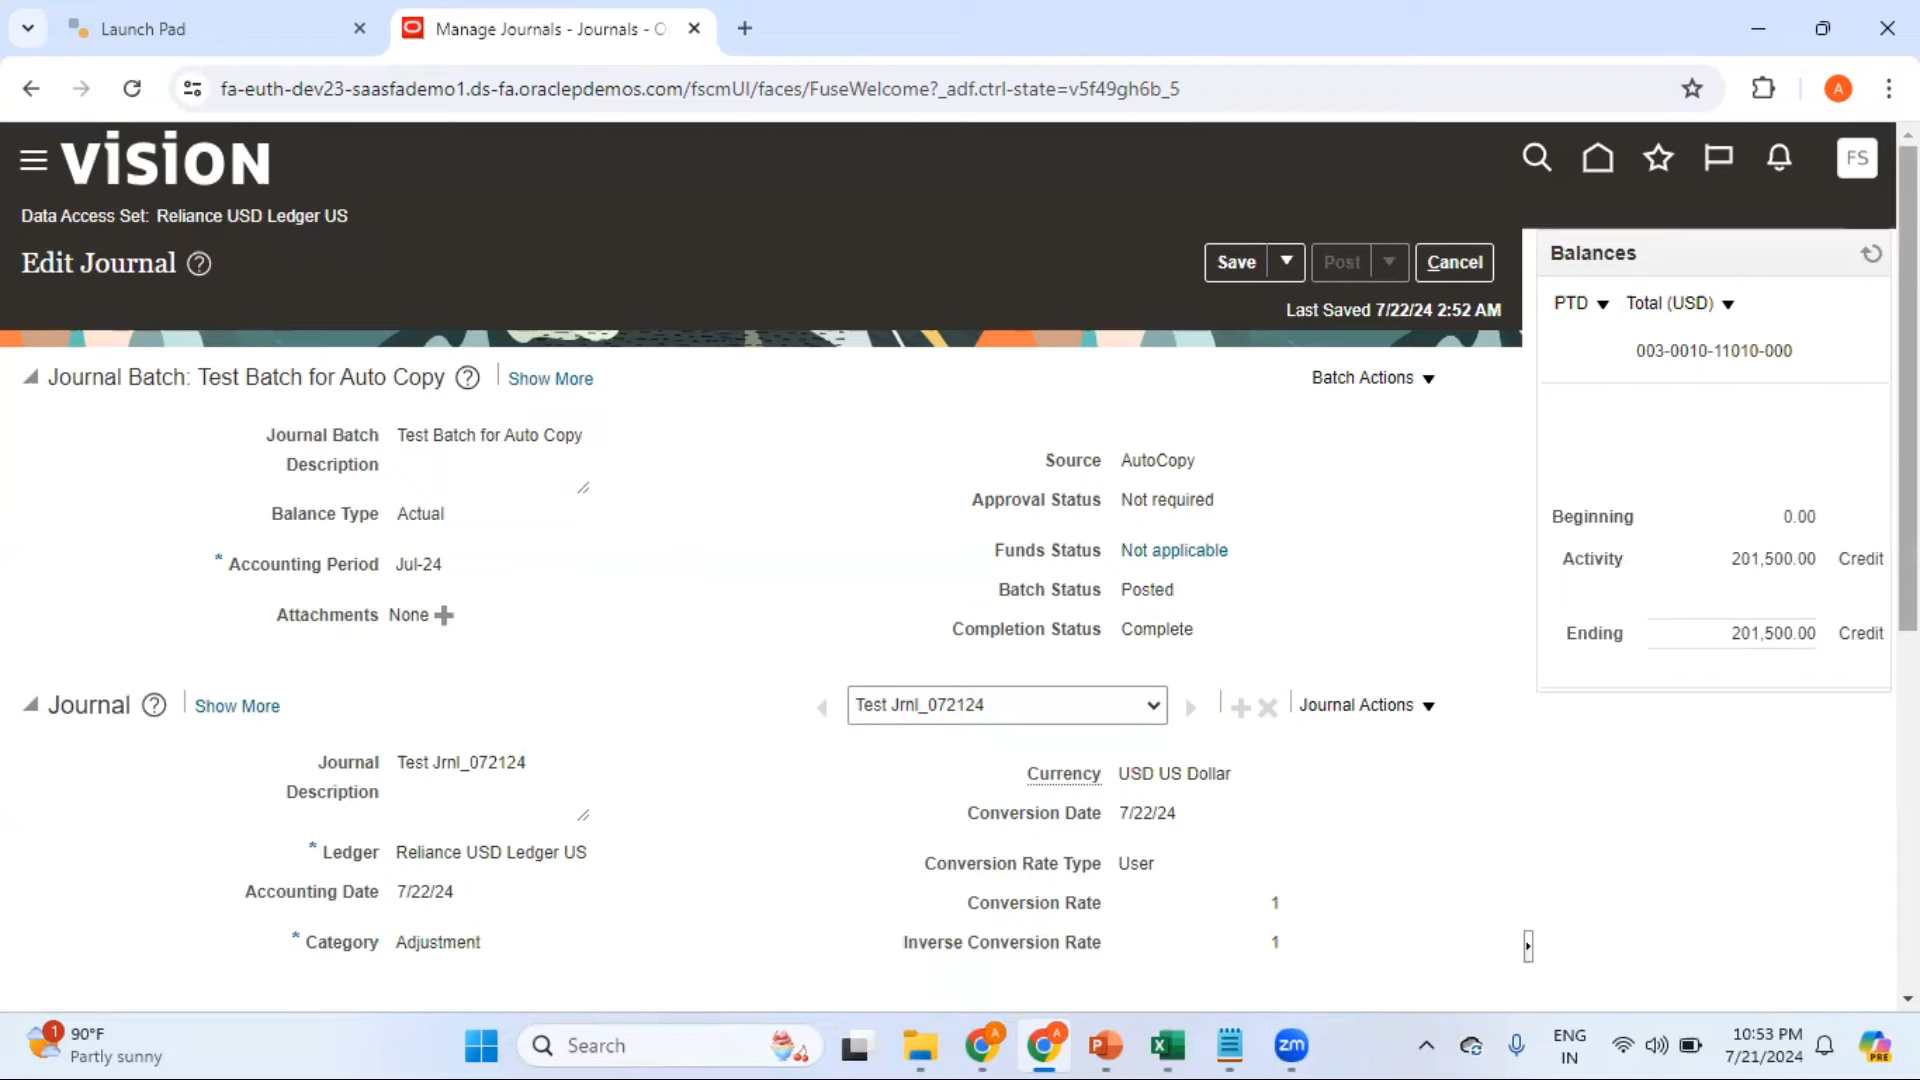 Launch Pad
Manage Journals - Journals - O
fa-euth-dev23-saasfademo1.ds-fa.oraclepdemos.com/fscmUI/faces/FuseWelcome?_adf.ctrl-state=v5f49gh6b_5
A
VISION
FS
Data Access Set: Reliance USD Ledger US
Edit Journal ?
Save
Post
Cancel
Last Saved 7/22/24 2:52 AM
Balances
PTD Total (USD)
003-0010-11010-000
Beginning 0.00
Activity 201,500.00 Credit
Ending 201,500.00 Credit
Journal Batch: Test Batch for Auto Copy ? Show More
Batch Actions
Journal Batch Test Batch for Auto Copy
Description
Balance Type Actual
* Accounting Period Jul-24
Attachments None
Source AutoCopy
Approval Status Not required
Funds Status Not applicable
Batch Status Posted
Completion Status Complete
Journal ? Show More
Test Jrnl_072124
Journal Actions
Journal Test Jrnl_072124
Description
* Ledger Reliance USD Ledger US
Accounting Date 7/22/24
* Category Adjustment
Currency USD US Dollar
Conversion Date 7/22/24
Conversion Rate Type User
Conversion Rate 1
Inverse Conversion Rate 1
1
90°F
Partly sunny
Search
A
A
P
X
zm
ENG
IN
10:53 PM
7/21/2024
PRE